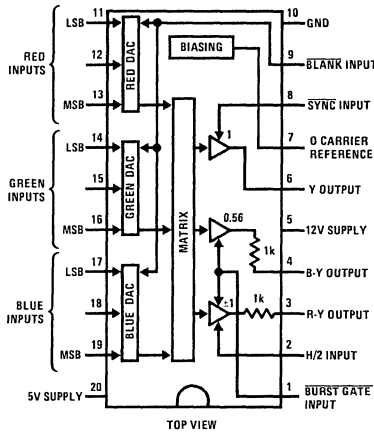 11
LSB
10
GND
RED
INPUTS
12
RED DAC
BIASING
9
BLANK INPUT
13
MSB
8
SYNC INPUT
14
LSB
1
7
O CARRIER
REFERENCE
GREEN
INPUTS
15
GREEN DAC
6
Y OUTPUT
16
MSB
MATRIX
0.56
5
12V SUPPLY
1k
17
LSB
4
B-Y OUTPUT
BLUE
INPUTS
18
BLUE DAC
±1
1k
3
R-Y OUTPUT
19
MSB
2
H/2 INPUT
20
5V SUPPLY
1
BURST GATE
INPUT
TOP VIEW